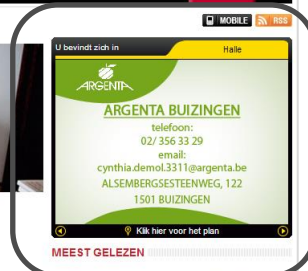 MOBILE RSS
U bevindt zich in Halle
ARGENTA
ARGENTA BUIZINGEN
telefoon:
02/ 356 33 29
email:
cynthia.demol.3311@argenta.be
ALSEMBERGSESTEENWEG, 122
1501 BUIZINGEN
Klik hier voor het plan
MEEST GELEZEN